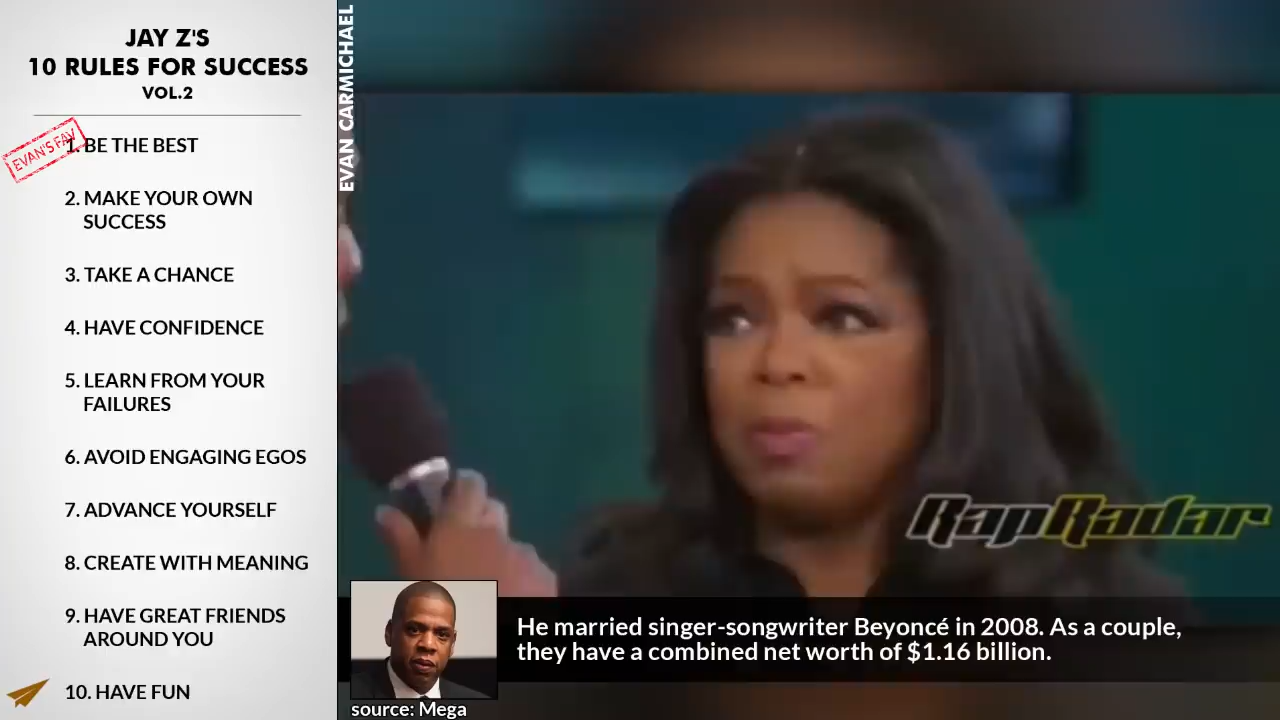 JAY Z'S
10 RULES FOR SUCCESS
VOL.2
EVAN'S FAV
1. BE THE BEST
2. MAKE YOUR OWN
SUCCESS
3. TAKE A CHANCE
4. HAVE CONFIDENCE
5. LEARN FROM YOUR
FAILURES
6. AVOID ENGAGING EGOS
7. ADVANCE YOURSELF
8. CREATE WITH MEANING
9. HAVE GREAT FRIENDS
AROUND YOU
10. HAVE FUN
EVAN CARMICHAEL
RapRadar
He married singer-songwriter Beyoncé in 2008. As a couple,
they have a combined net worth of $1.16 billion.
source: Mega